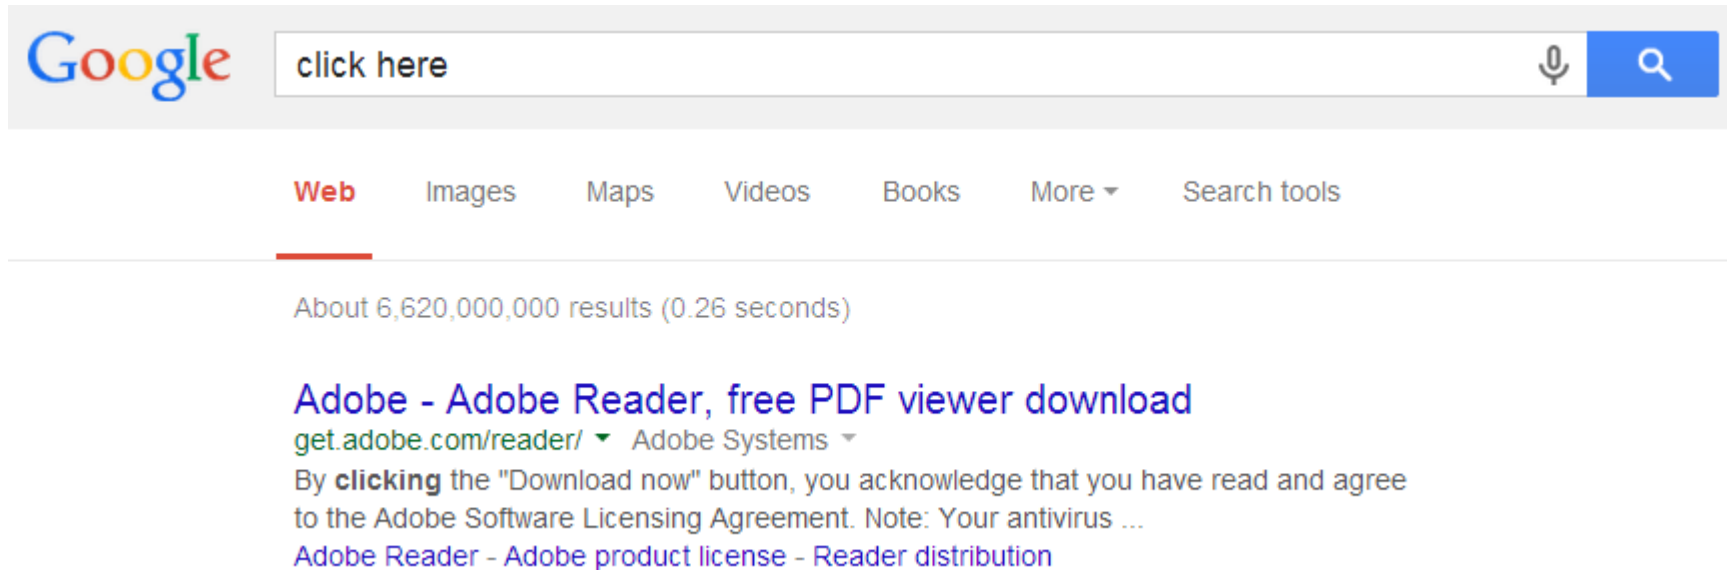 Google
click here
Web Images Maps Videos Books More Search tools
About 6,620,000,000 results (0.26 seconds)
Adobe - Adobe Reader, free PDF viewer download
get.adobe.com/reader/ Adobe Systems
By clicking the "Download now" button, you acknowledge that you have read and agree
to the Adobe Software Licensing Agreement. Note: Your antivirus ...
Adobe Reader - Adobe product license - Reader distribution